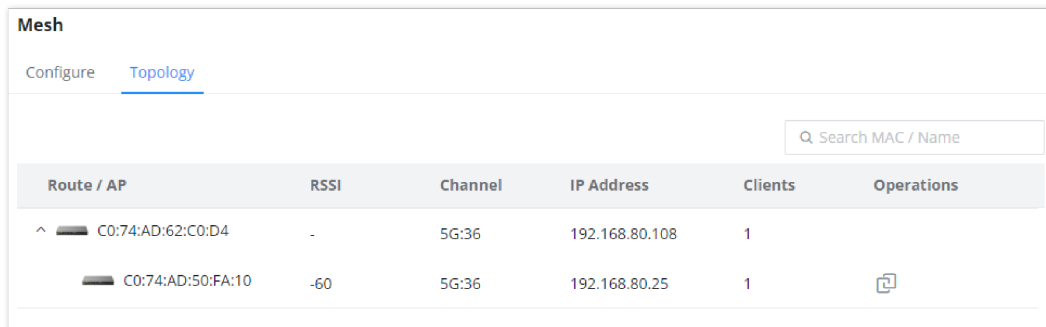 Mesh
Configure Topology
Search MAC / Name
Route / AP RSSI Channel IP Address Clients Operations
C0:74:AD:62:C0:D4 - 5G:36 192.168.80.108 1
C0:74:AD:50:FA:10 -60 5G:36 192.168.80.25 1